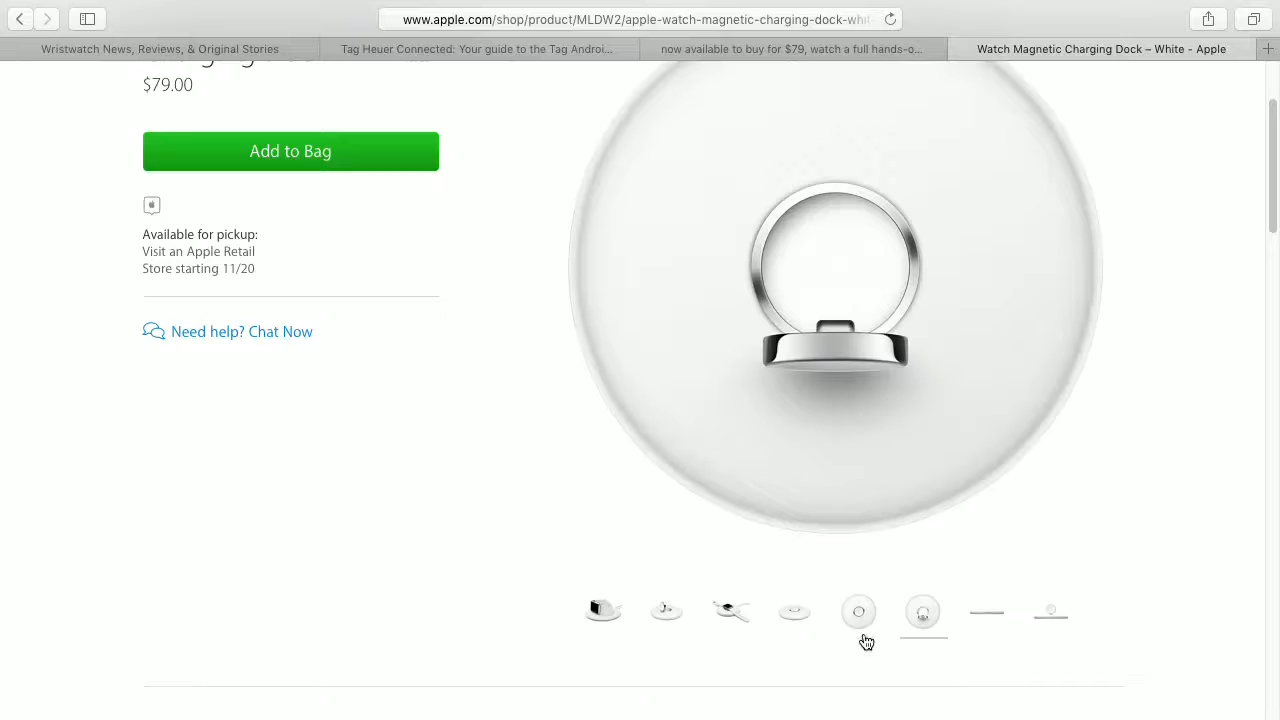 www.apple.com/shop/product/MLDW2/apple-watch-magnetic-charging-dock-whi
Wristwatch News, Reviews, & Original Stories
Tag Heuer Connected: Your guide to the Tag Androi...
now available to buy for $79, watch a full hands-o...
Watch Magnetic Charging Dock – White - Apple
$79.00
Add to Bag
Available for pickup:
Visit an Apple Retail
Store starting 11/20
Need help? Chat Now